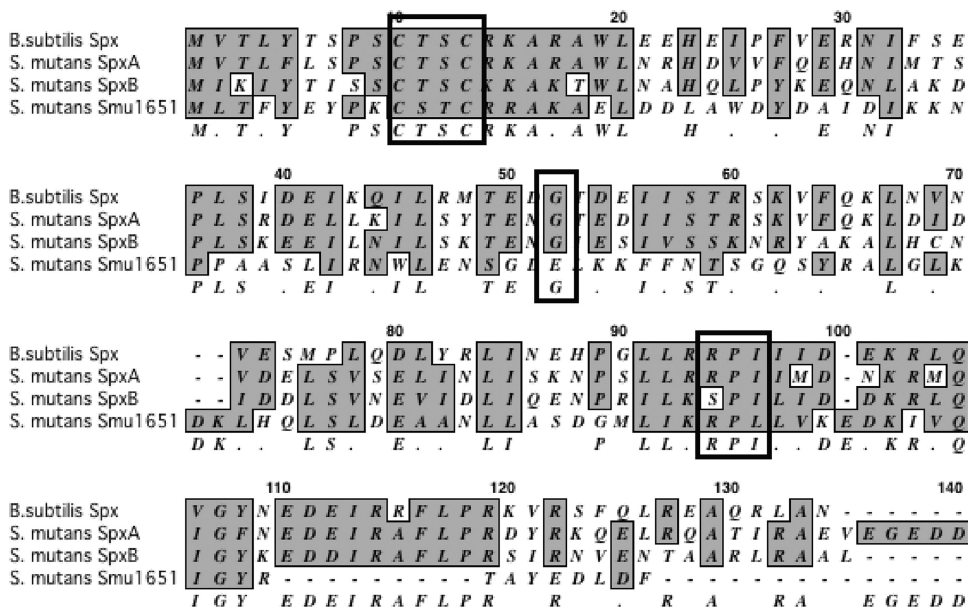 10 20 30
B.subtilis Spx M V T L Y T S P S C T S C R K A R A W L E E H E I P F V E R N I F S E
S. mutans SpxA M V T L F L S P S C T S C R K A R A W L N R H D V V F Q E H N I M T S
S. mutans SpxB M I K I Y T I S S C T S C K K A K T W L N A H Q L P Y K E Q N L A K D
S. mutans Smu1651 M L T F Y E Y P K C S T C R R A K A E L D D L A W D Y D A I D I K K N
M . T . Y P S C T S C R K A . A W L H . . E N I
40 50 60 70
B.subtilis Spx P L S I D E I K Q I L R M T E D G T D E I I S T R S K V F Q K L N V N
S. mutans SpxA P L S R D E L L K I L S Y T E N G T E D I I S T R S K V F Q K L D I D
S. mutans SpxB P L S K E E I L N I L S K T E N G I E S I V S S K N R Y A K A L H C N
S. mutans Smu1651 P P A A S L I R N W L E N S G L E L K K F F N T S G Q S Y R A L G L K
P L S . E I . I L T E G . I . S T . . . L .
80 90 100
B.subtilis Spx - - V E S M P L Q D L Y R L I N E H P G L L R R P I I I D - E K R L Q
S. mutans SpxA - - V D E L S V S E L I N L I S K N P S L L R R P I I M D - N K R M Q
S. mutans SpxB - - I D D L S V N E V I D L I Q E N P R I L K S P I L I D - D K R L Q
S. mutans Smu1651 D K L H Q L S L D E A A N L L A S D G M L I K R P L L V K E D K I V Q
D K . . L S . E . . L I P L L . R P I . . D E . K R . Q
110 120 130 140
B.subtilis Spx V G Y N E D E I R R F L P R K V R S F Q L R E A Q R L A N - - - - - -
S. mutans SpxA I G F N E D E I R A F L P R D Y R K Q E L R Q A T I R A E V E G E D D
S. mutans SpxB I G Y K E D D I R A F L P R S I R N V E N T A A R L R A A L - - - - -
S. mutans Smu1651 I G Y R - - - - - - - - - T A Y E D L D F - - - - - - - - - - - - - -
I G Y E D E I R A F L P R R . R A R A E G E D D